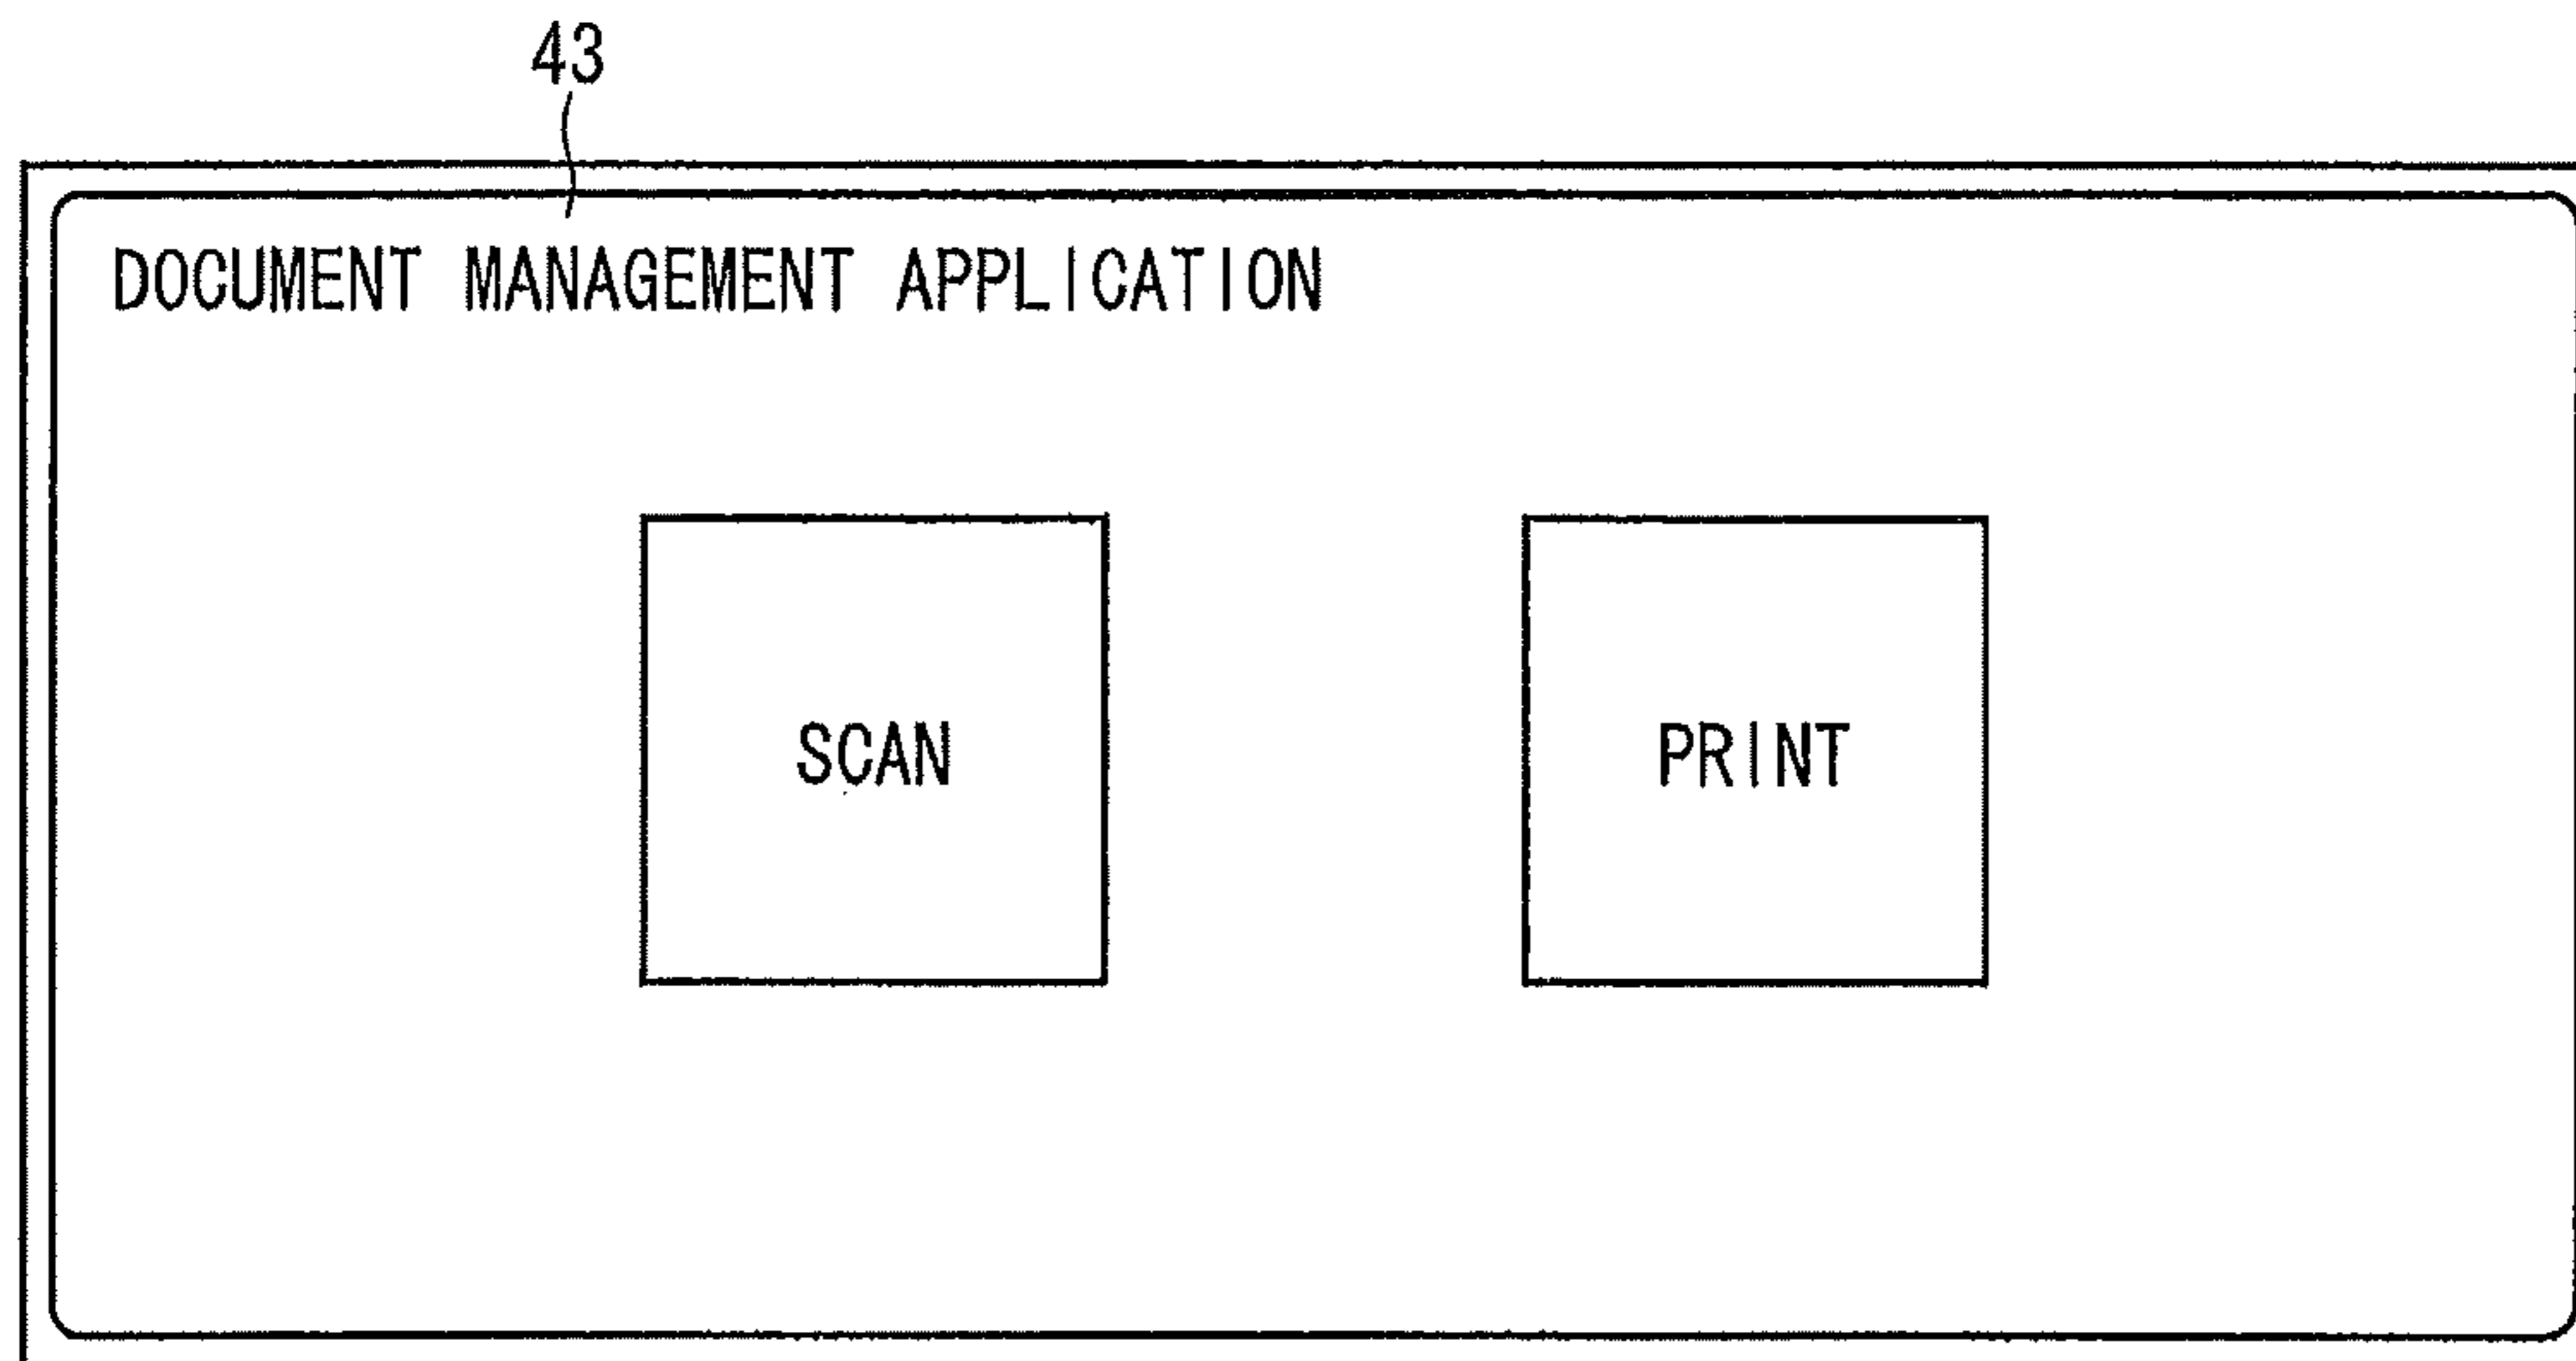 43
DOCUMENT MANAGEMENT APPLICATION
SCAN
PRINT